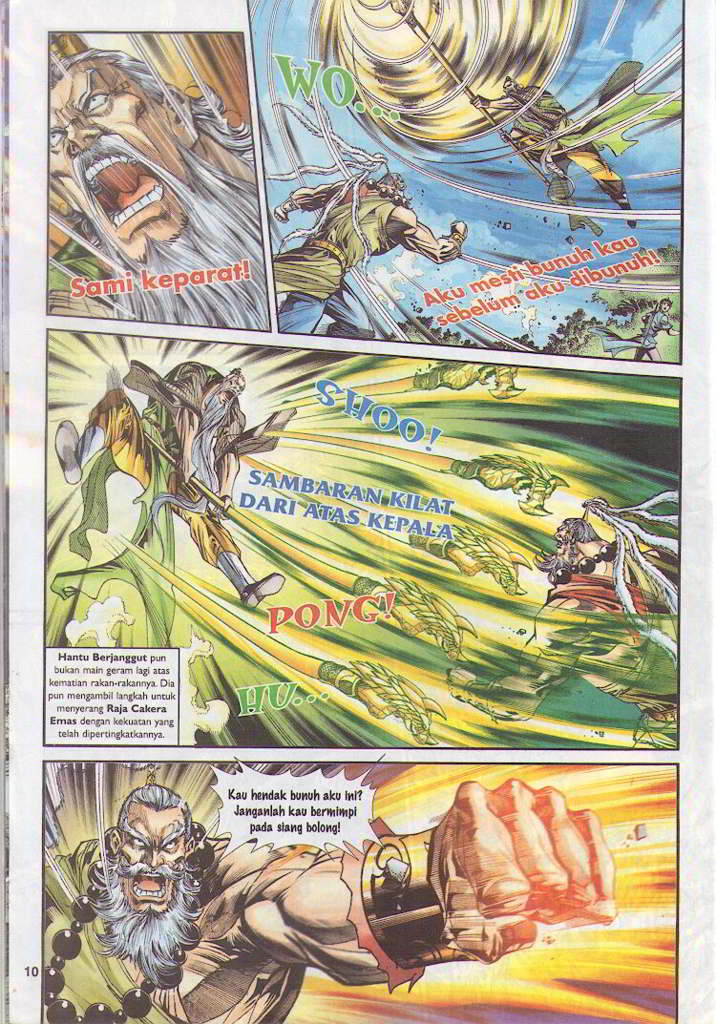 Sami keparat!
WO....
Aku mesti bunuh kau
sebelum aku dibunuh!
SHOO!
SAMBARAN KILAT
DARI ATAS KEPALA
PONG!
HU...
Hantu Berjanggut pun
bukan main geram lagi atas
kematian rakan-rakannya. Dia
pun mengambil langkah untuk
menyerang Raja Cakera
Emas dengan kekuatan yang
telah dipertingkatkannya.
Kau hendak bunuh aku ini?
Janganlah kau bermimpi
pada siang bolong!
10